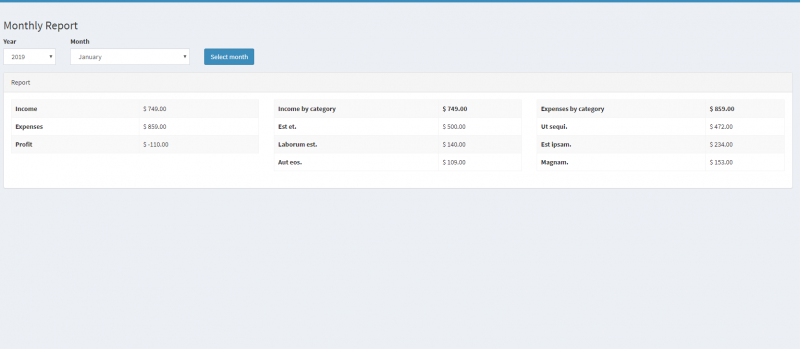 Monthly Report
Year Month
2019 January Select month
Report
Income $ 749.00
Expenses $ 859.00
Profit $ -110.00
Income by category $ 749.00
Est et. $ 500.00
Laborum est. $ 140.00
Aut eos. $ 109.00
Expenses by category $ 859.00
Ut sequi. $ 472.00
Est ipsam. $ 234.00
Magnam. $ 153.00